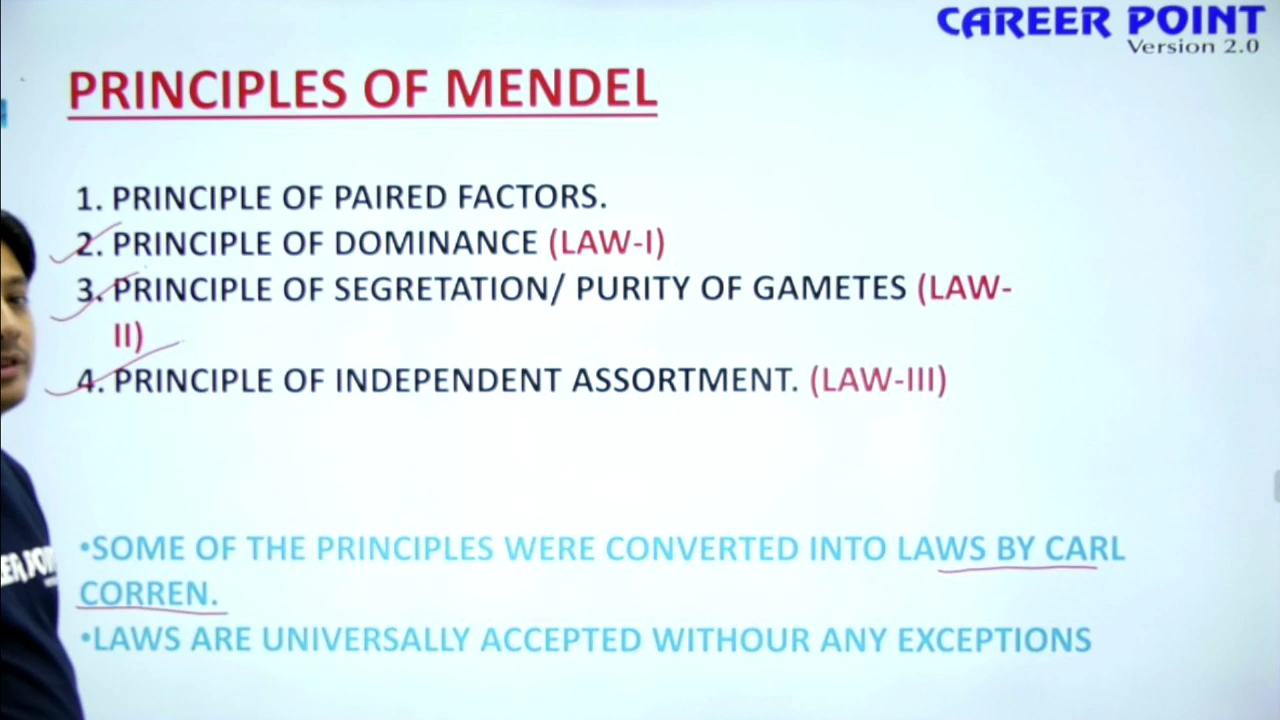 CAREER POINT
Version 2.0
PRINCIPLES OF MENDEL
1. PRINCIPLE OF PAIRED FACTORS.
2. PRINCIPLE OF DOMINANCE (LAW-I)
3. PRINCIPLE OF SEGRETATION/ PURITY OF GAMETES (LAW-
II)
4. PRINCIPLE OF INDEPENDENT ASSORTMENT. (LAW-III)
•SOME OF THE PRINCIPLES WERE CONVERTED INTO LAWS BY CARL
CORREN.
•LAWS ARE UNIVERSALLY ACCEPTED WITHOUR ANY EXCEPTIONS